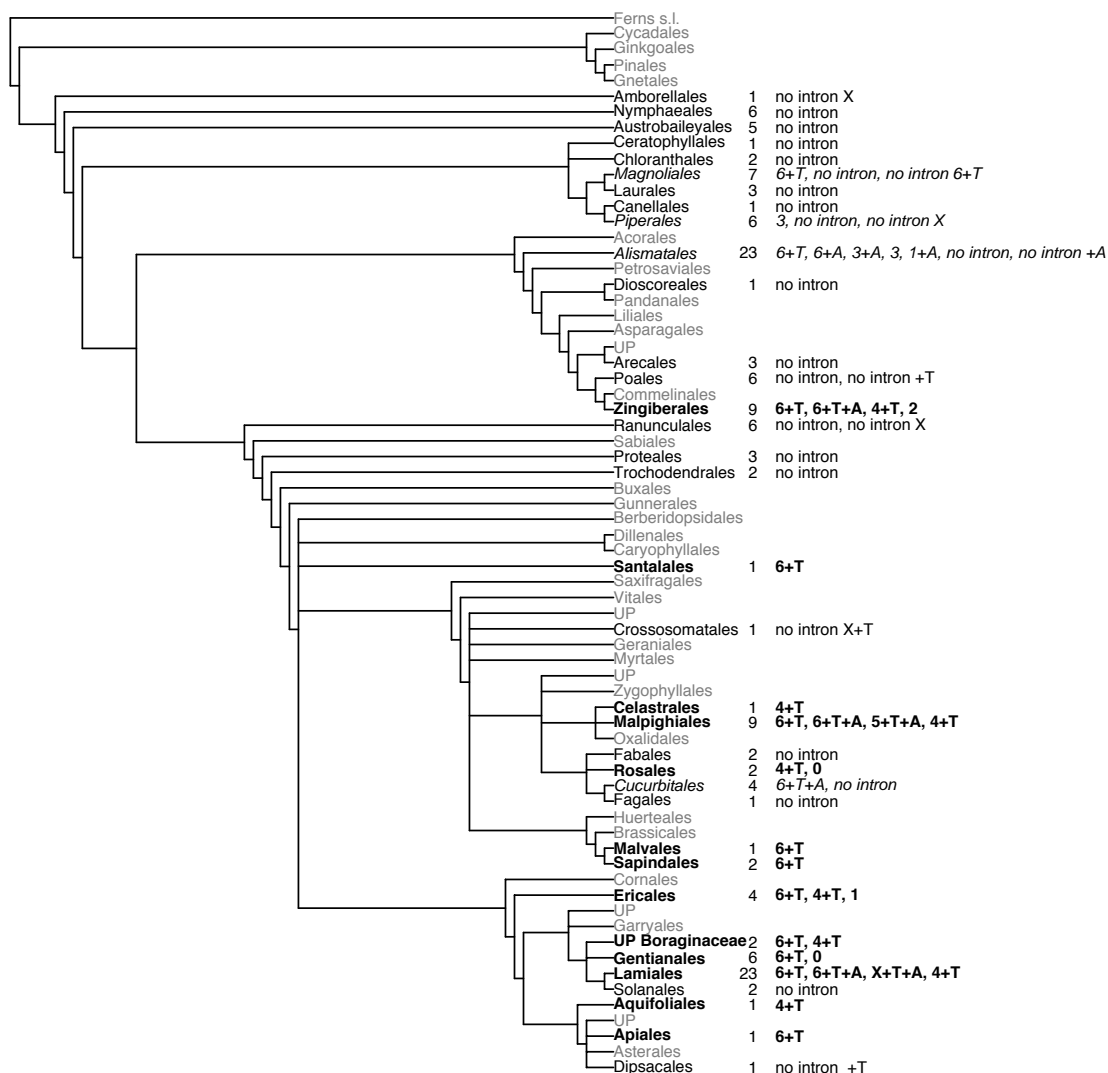 Ferns s.l.
Cycadales
Ginkgoales
Pinales
Gnetales
Amborellales 1 no intron X
Nymphaeales 6 no intron
Austrobaileyales 5 no intron
Ceratophyllales 1 no intron
Chloranthales 2 no intron
Magnoliales 7 6+T, no intron, no intron 6+T
Laurales 3 no intron
Canellales 1 no intron
Piperales 6 3, no intron, no intron X
Acorales
Alismatales 23 6+T, 6+A, 3+A, 3, 1+A, no intron, no intron +A
Petrosaviales
Dioscoreales 1 no intron
Pandanales
Liliales
Asparagales
UP
Arecales 3 no intron
Poales 6 no intron, no intron +T
Commelinales
Zingiberales 9 6+T, 6+T+A, 4+T, 2
Ranunculales 6 no intron, no intron X
Sabiales
Proteales 3 no intron
Trochodendrales 2 no intron
Buxales
Gunnerales
Berberidopsidales
Dillenales
Caryophyllales
Santalales 1 6+T
Saxifragales
Vitales
UP
Crossosomatales 1 no intron X+T
Geraniales
Myrtales
UP
Zygophyllales
Celastrales 1 4+T
Malpighiales 9 6+T, 6+T+A, 5+T+A, 4+T
Oxalidales
Fabales 2 no intron
Rosales 2 4+T, 0
Cucurbitales 4 6+T+A, no intron
Fagales 1 no intron
Huerteales
Brassicales
Malvales 1 6+T
Sapindales 2 6+T
Cornales
Ericales 4 6+T, 4+T, 1
UP
Garryales
UP Boraginaceae 2 6+T, 4+T
Gentianales 6 6+T, 0
Lamiales 23 6+T, 6+T+A, X+T+A, 4+T
Solanales 2 no intron
Aquifoliales 1 4+T
UP
Apiales 1 6+T
Asterales
Dipsacales 1 no intron +T